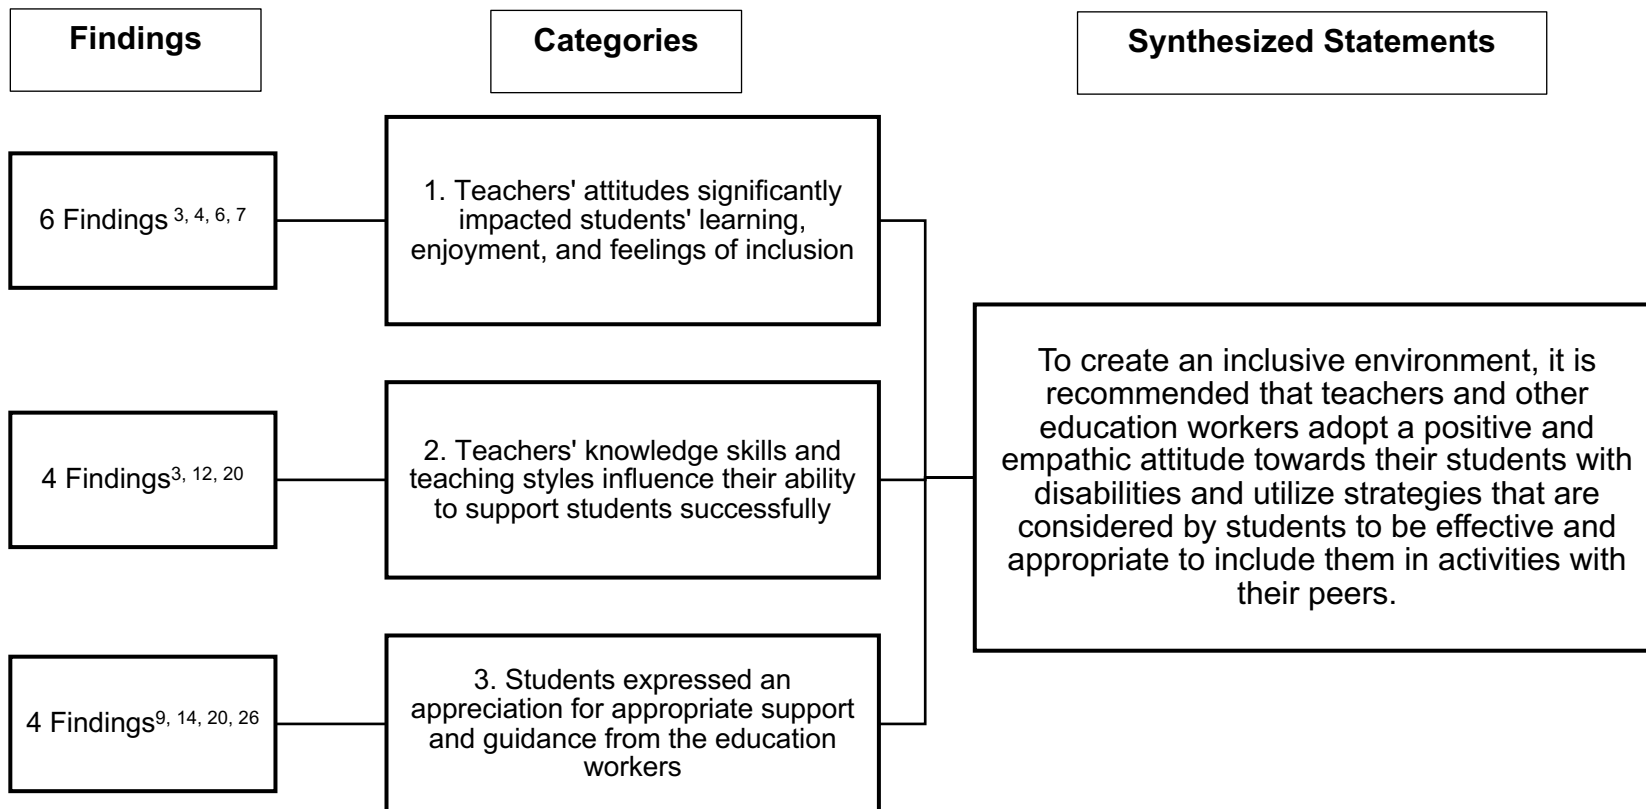 Findings
Categories
Synthesized Statements
6 Findings 3, 4, 6, 7
1. Teachers' attitudes significantly
impacted students' learning,
enjoyment, and feelings of inclusion
4 Findings3, 12, 20
2. Teachers' knowledge skills and
teaching styles influence their ability
to support students successfully
4 Findings9, 14, 20, 26
3. Students expressed an
appreciation for appropriate support
and guidance from the education
workers
To create an inclusive environment, it is
recommended that teachers and other
education workers adopt a positive and
empathic attitude towards their students with
disabilities and utilize strategies that are
considered by students to be effective and
appropriate to include them in activities with
their peers.